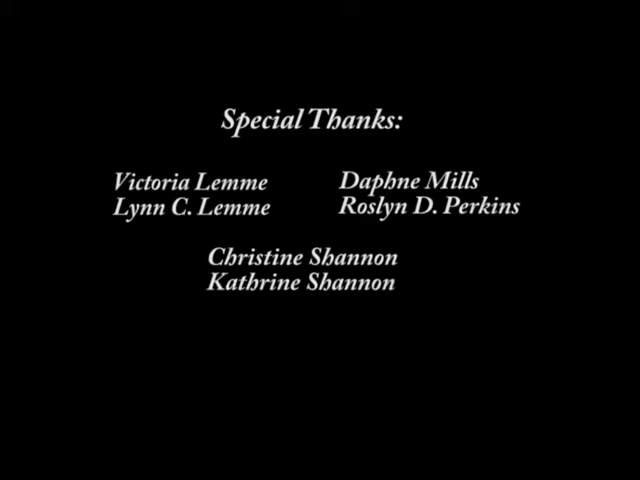 Special Thanks:
Victoria Lemme
Lynn C. Lemme
Daphne Mills
Roslyn D. Perkins
Christine Shannon
Kathrine Shannon